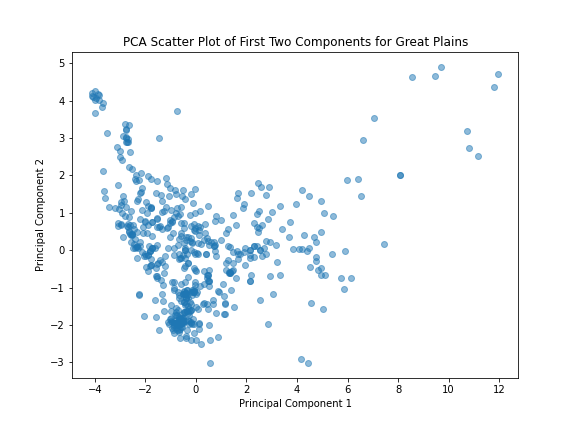 PCA Scatter Plot of First Two Components for Great Plains
5
4
3
2
1
0
−1
−2
−3
Principal Component 2
−4 −2 0 2 4 6 8 10 12
Principal Component 1